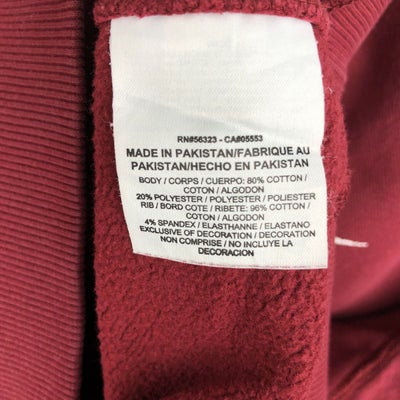 RN#56323 - CA#05553
MADE IN PAKISTAN/FABRIQUE AU
PAKISTAN/HECHO EN PAKISTAN
BODY / CORPS / CUERPO: 80% COTTON /
COTON / ALGODON
20% POLYESTER / POLYESTER / POLIESTER
RIB / BORD COTE / RIBETE: 96% COTTON /
COTON / ALGODON
4% SPANDEX / ELASTHANNE / ELASTANO
EXCLUSIVE OF DECORATION / DECORATION
NON COMPRISE / NO INCLUYE LA
DECORACION